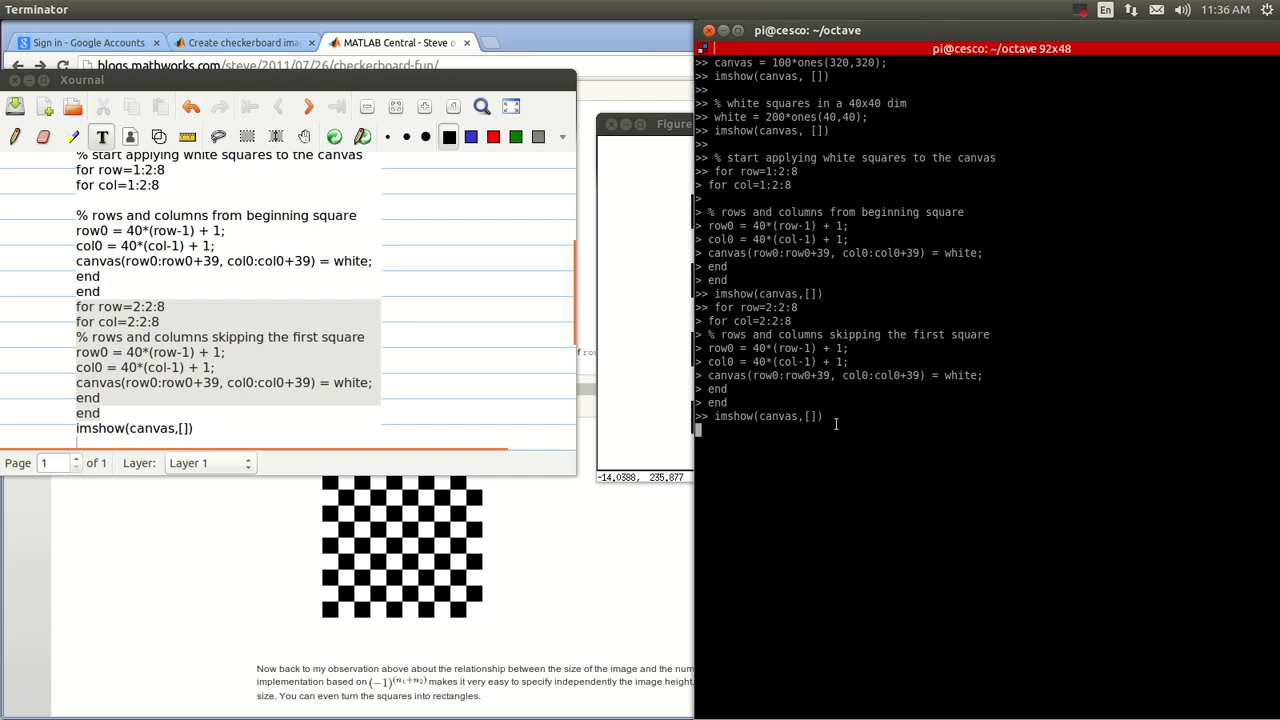 Terminator
En
11:36 AM
Sign in - Google Accounts
Create checkerboard ima
MATLAB Central - Steve o
blogs.mathworks.com/steve/2011/07/26/checkerboard-fun/
Xournal
% start applying white squares to the canvas
for row=1:2:8
for col=1:2:8
% rows and columns from beginning square
row0 = 40*(row-1) + 1;
col0 = 40*(col-1) + 1;
canvas(row0:row0+39, col0:col0+39) = white;
end
end
for row=2:2:8
for col=2:2:8
% rows and columns skipping the first square
row0 = 40*(row-1) + 1;
col0 = 40*(col-1) + 1;
canvas(row0:row0+39, col0:col0+39) = white;
end
end
imshow(canvas,[])
Page 1 of 1 Layer: Layer 1
Figure
-14.0388, 235.877
f rou
Now back to my observation above about the relationship between the size of the image and the num
implementation based on (−1)^(n₁+n₂) makes it very easy to specify independently the image height,
size. You can even turn the squares into rectangles.
pi@cesco: ~/octave
pi@cesco: ~/octave 92x48
>> canvas = 100*ones(320,320);
>> imshow(canvas, [])
>>
>> % white squares in a 40x40 dim
>> white = 200*ones(40,40);
>> imshow(canvas, [])
>>
>> % start applying white squares to the canvas
>> for row=1:2:8
> for col=1:2:8
>
> % rows and columns from beginning square
> row0 = 40*(row-1) + 1;
> col0 = 40*(col-1) + 1;
> canvas(row0:row0+39, col0:col0+39) = white;
> end
> end
>> imshow(canvas,[])
>> for row=2:2:8
> for col=2:2:8
> % rows and columns skipping the first square
> row0 = 40*(row-1) + 1;
> col0 = 40*(col-1) + 1;
> canvas(row0:row0+39, col0:col0+39) = white;
> end
> end
>> imshow(canvas,[])